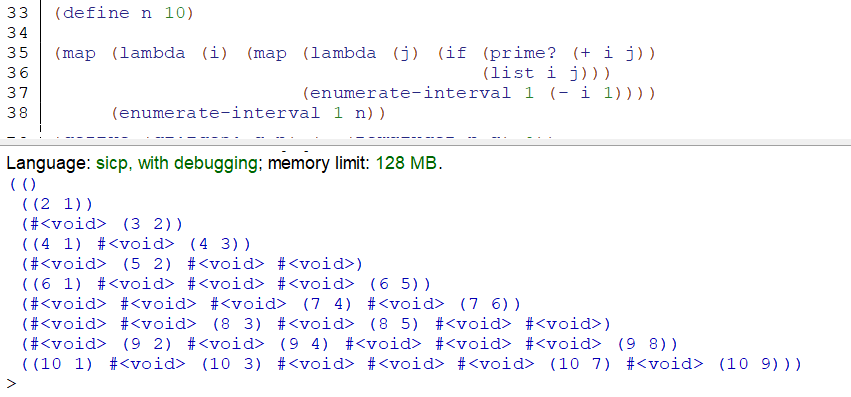 33 (define n 10)
34
35 (map (lambda (i) (map (lambda (j) (if (prime? (+ i j))
36 (list i j)))
37 (enumerate-interval 1 (- i 1))))
38 (enumerate-interval 1 n))
Language: sicp, with debugging; memory limit: 128 MB.
(()
((2 1))
(#<void> (3 2))
((4 1) #<void> (4 3))
(#<void> (5 2) #<void> #<void>)
((6 1) #<void> #<void> #<void> (6 5))
(#<void> #<void> #<void> (7 4) #<void> (7 6))
(#<void> #<void> (8 3) #<void> (8 5) #<void> #<void>)
(#<void> (9 2) #<void> (9 4) #<void> #<void> #<void> (9 8))
((10 1) #<void> (10 3) #<void> #<void> #<void> (10 7) #<void> (10 9)))
>